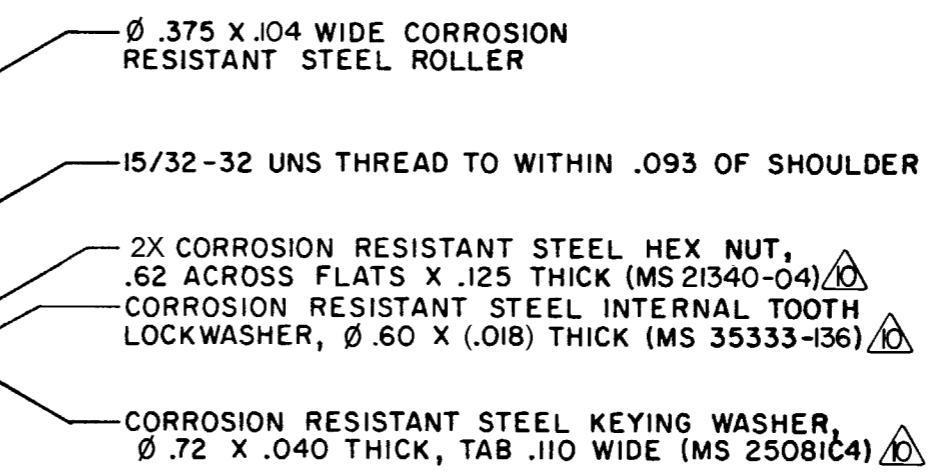 Ø .375 X .104 WIDE CORROSION
RESISTANT STEEL ROLLER
15/32-32 UNS THREAD TO WITHIN .093 OF SHOULDER
2X CORROSION RESISTANT STEEL HEX NUT,
.62 ACROSS FLATS X .125 THICK (MS 21340-04) 10
CORROSION RESISTANT STEEL INTERNAL TOOTH
LOCKWASHER, Ø .60 X (.018) THICK (MS 35333-136) 10
CORROSION RESISTANT STEEL KEYING WASHER,
Ø .72 X .040 THICK, TAB .110 WIDE (MS 25081C4) 10